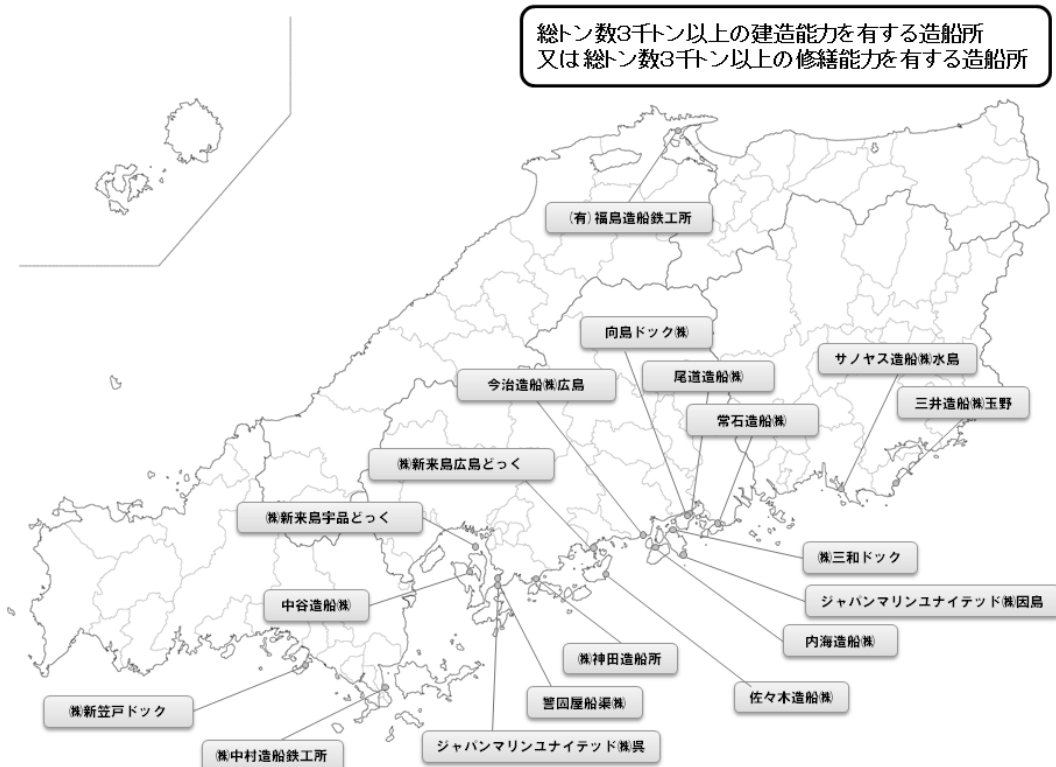 総トン数3千トン以上の建造能力を有する造船所
又は総トン数3千トン以上の修繕能力を有する造船所
(有)福島造船鉄工所
向島ドック㈱
サノヤス造船㈱水島
尾道造船㈱
今治造船㈱広島
三井造船㈱玉野
常石造船㈱
㈱新来島広島どっく
㈱新来島宇品どっく
㈱三和ドック
中谷造船㈱
ジャパンマリンユナイテッド㈱因島
内海造船㈱
㈱神田造船所
佐々木造船㈱
警固屋船渠㈱
㈱新笠戸ドック
ジャパンマリンユナイテッド㈱呉
㈱中村造船鉄工所